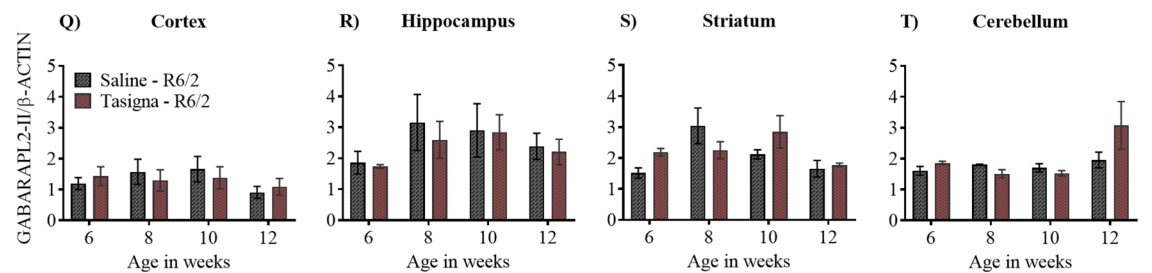 Q) Cortex
R) Hippocampus
S) Striatum
T) Cerebellum
GABARAPL2-II/β-ACTIN
Saline - R6/2
Tasigna - R6/2
5
4
3
2
1
0
6 8 10 12
Age in weeks
5
4
3
2
1
0
6 8 10 12
Age in weeks
5
4
3
2
1
0
6 8 10 12
Age in weeks
5
4
3
2
1
0
6 8 10 12
Age in weeks